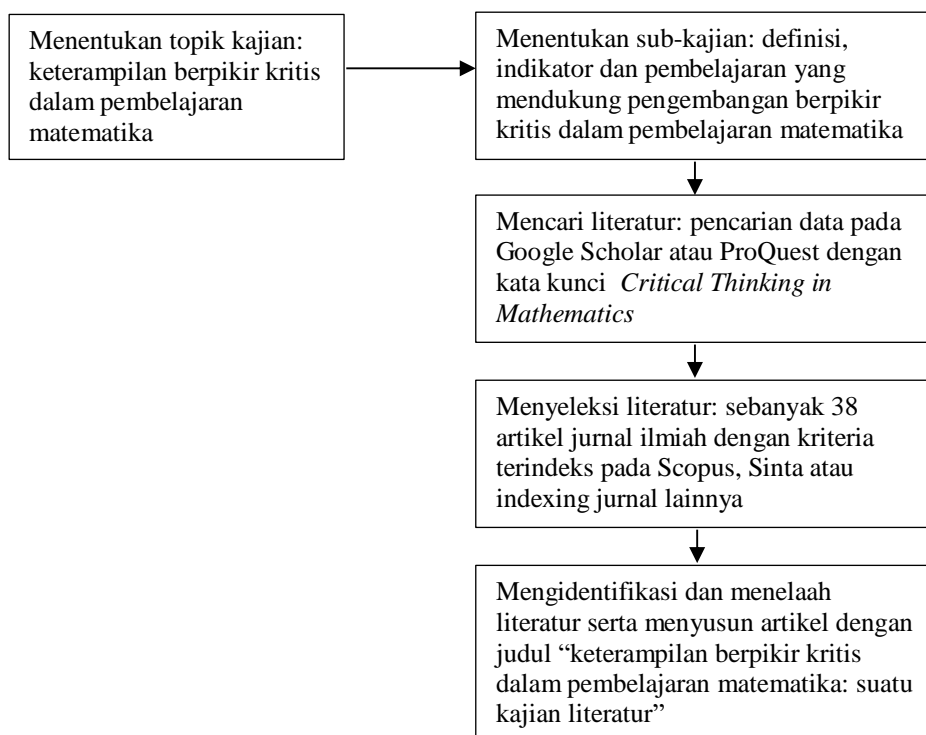 Menentukan topik kajian:
keterampilan berpikir kritis
dalam pembelajaran
matematika
Menentukan sub-kajian: definisi,
indikator dan pembelajaran yang
mendukung pengembangan berpikir
kritis dalam pembelajaran matematika
Mencari literatur: pencarian data pada
Google Scholar atau ProQuest dengan
kata kunci Critical Thinking in
Mathematics
Menyeleksi literatur: sebanyak 38
artikel jurnal ilmiah dengan kriteria
terindeks pada Scopus, Sinta atau
indexing jurnal lainnya
Mengidentifikasi dan menelaah
literatur serta menyusun artikel dengan
judul “keterampilan berpikir kritis
dalam pembelajaran matematika: suatu
kajian literatur”